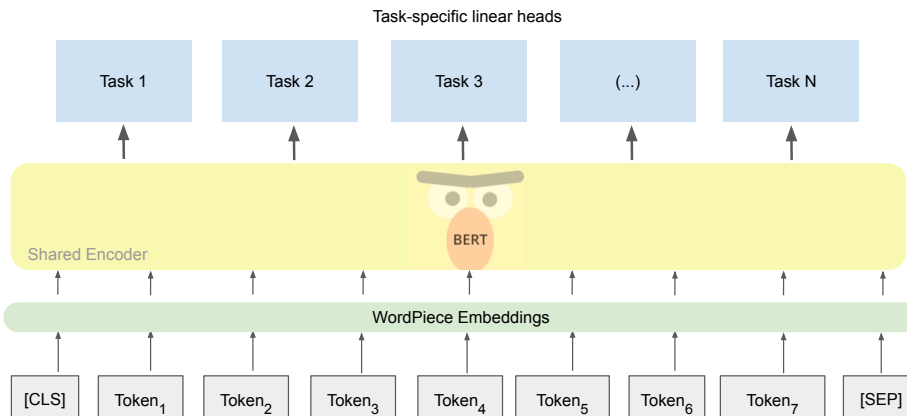 Task-specific linear heads
Task 1
Task 2
Task 3
(...)
Task N
BERT
Shared Encoder
WordPiece Embeddings
[CLS]
Token1
Token2
Token3
Token4
Token5
Token6
Token7
[SEP]